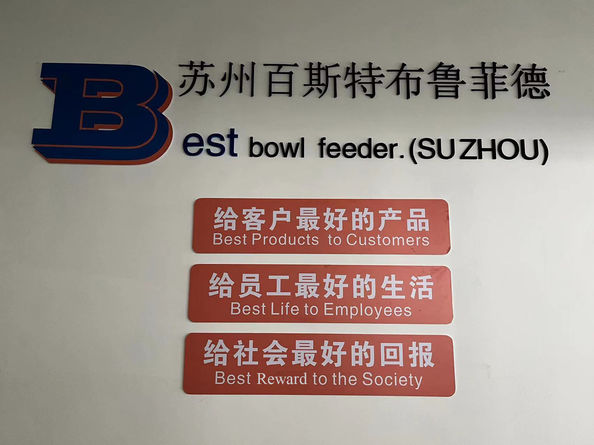 苏州百斯特布鲁菲德
Best bowl feeder.(SUZHOU)
给客户最好的产品
Best Products to Customers
给员工最好的生活
Best Life to Employees
给社会最好的回报
Best Reward to the Society